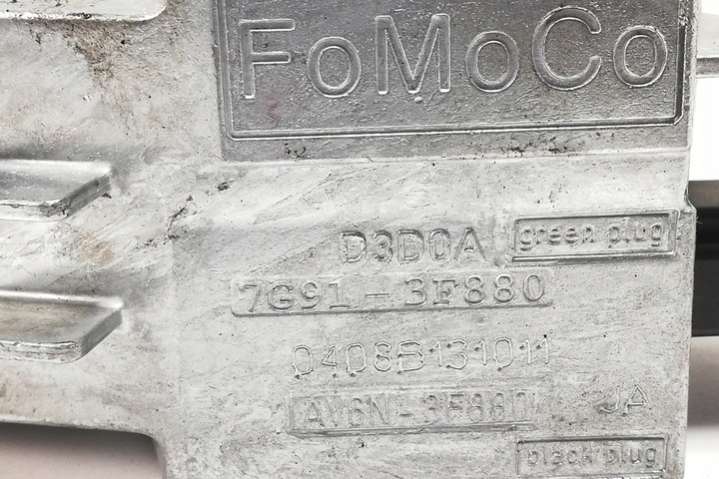 FoMoCo
D3D0A green plug
7G91-3F880
0408B131011
AV6N-3F880 JA
black plug